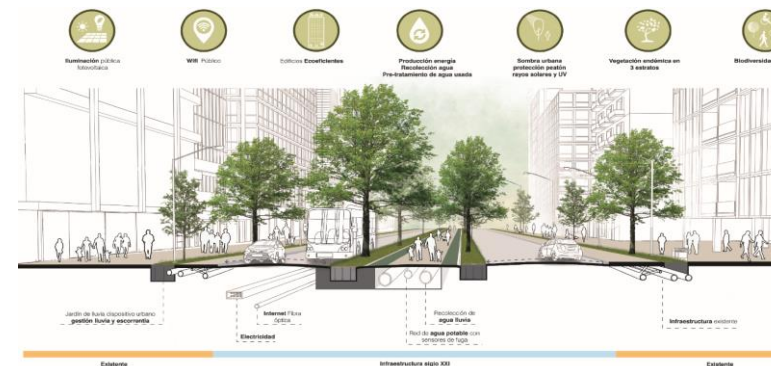 Iluminación pública
fotovoltaica
Wifi Público
Edificios Ecoeficientes
Producción energía
Recolección agua
Pre-tratamiento de agua usada
Sombra urbana
protección peatón
rayos solares y UV
Vegetación endémica en
3 estratos
Biodiversida
Jardín de lluvia dispositivo urbano
gestión lluvia y escorrentía
Electricidad
Internet Fibra
óptica
Recolección de
agua lluvia
Red de agua potable con
sensores de fuga
Infraestructura existente
Existente
Infraestructura siglo XXI
Existente